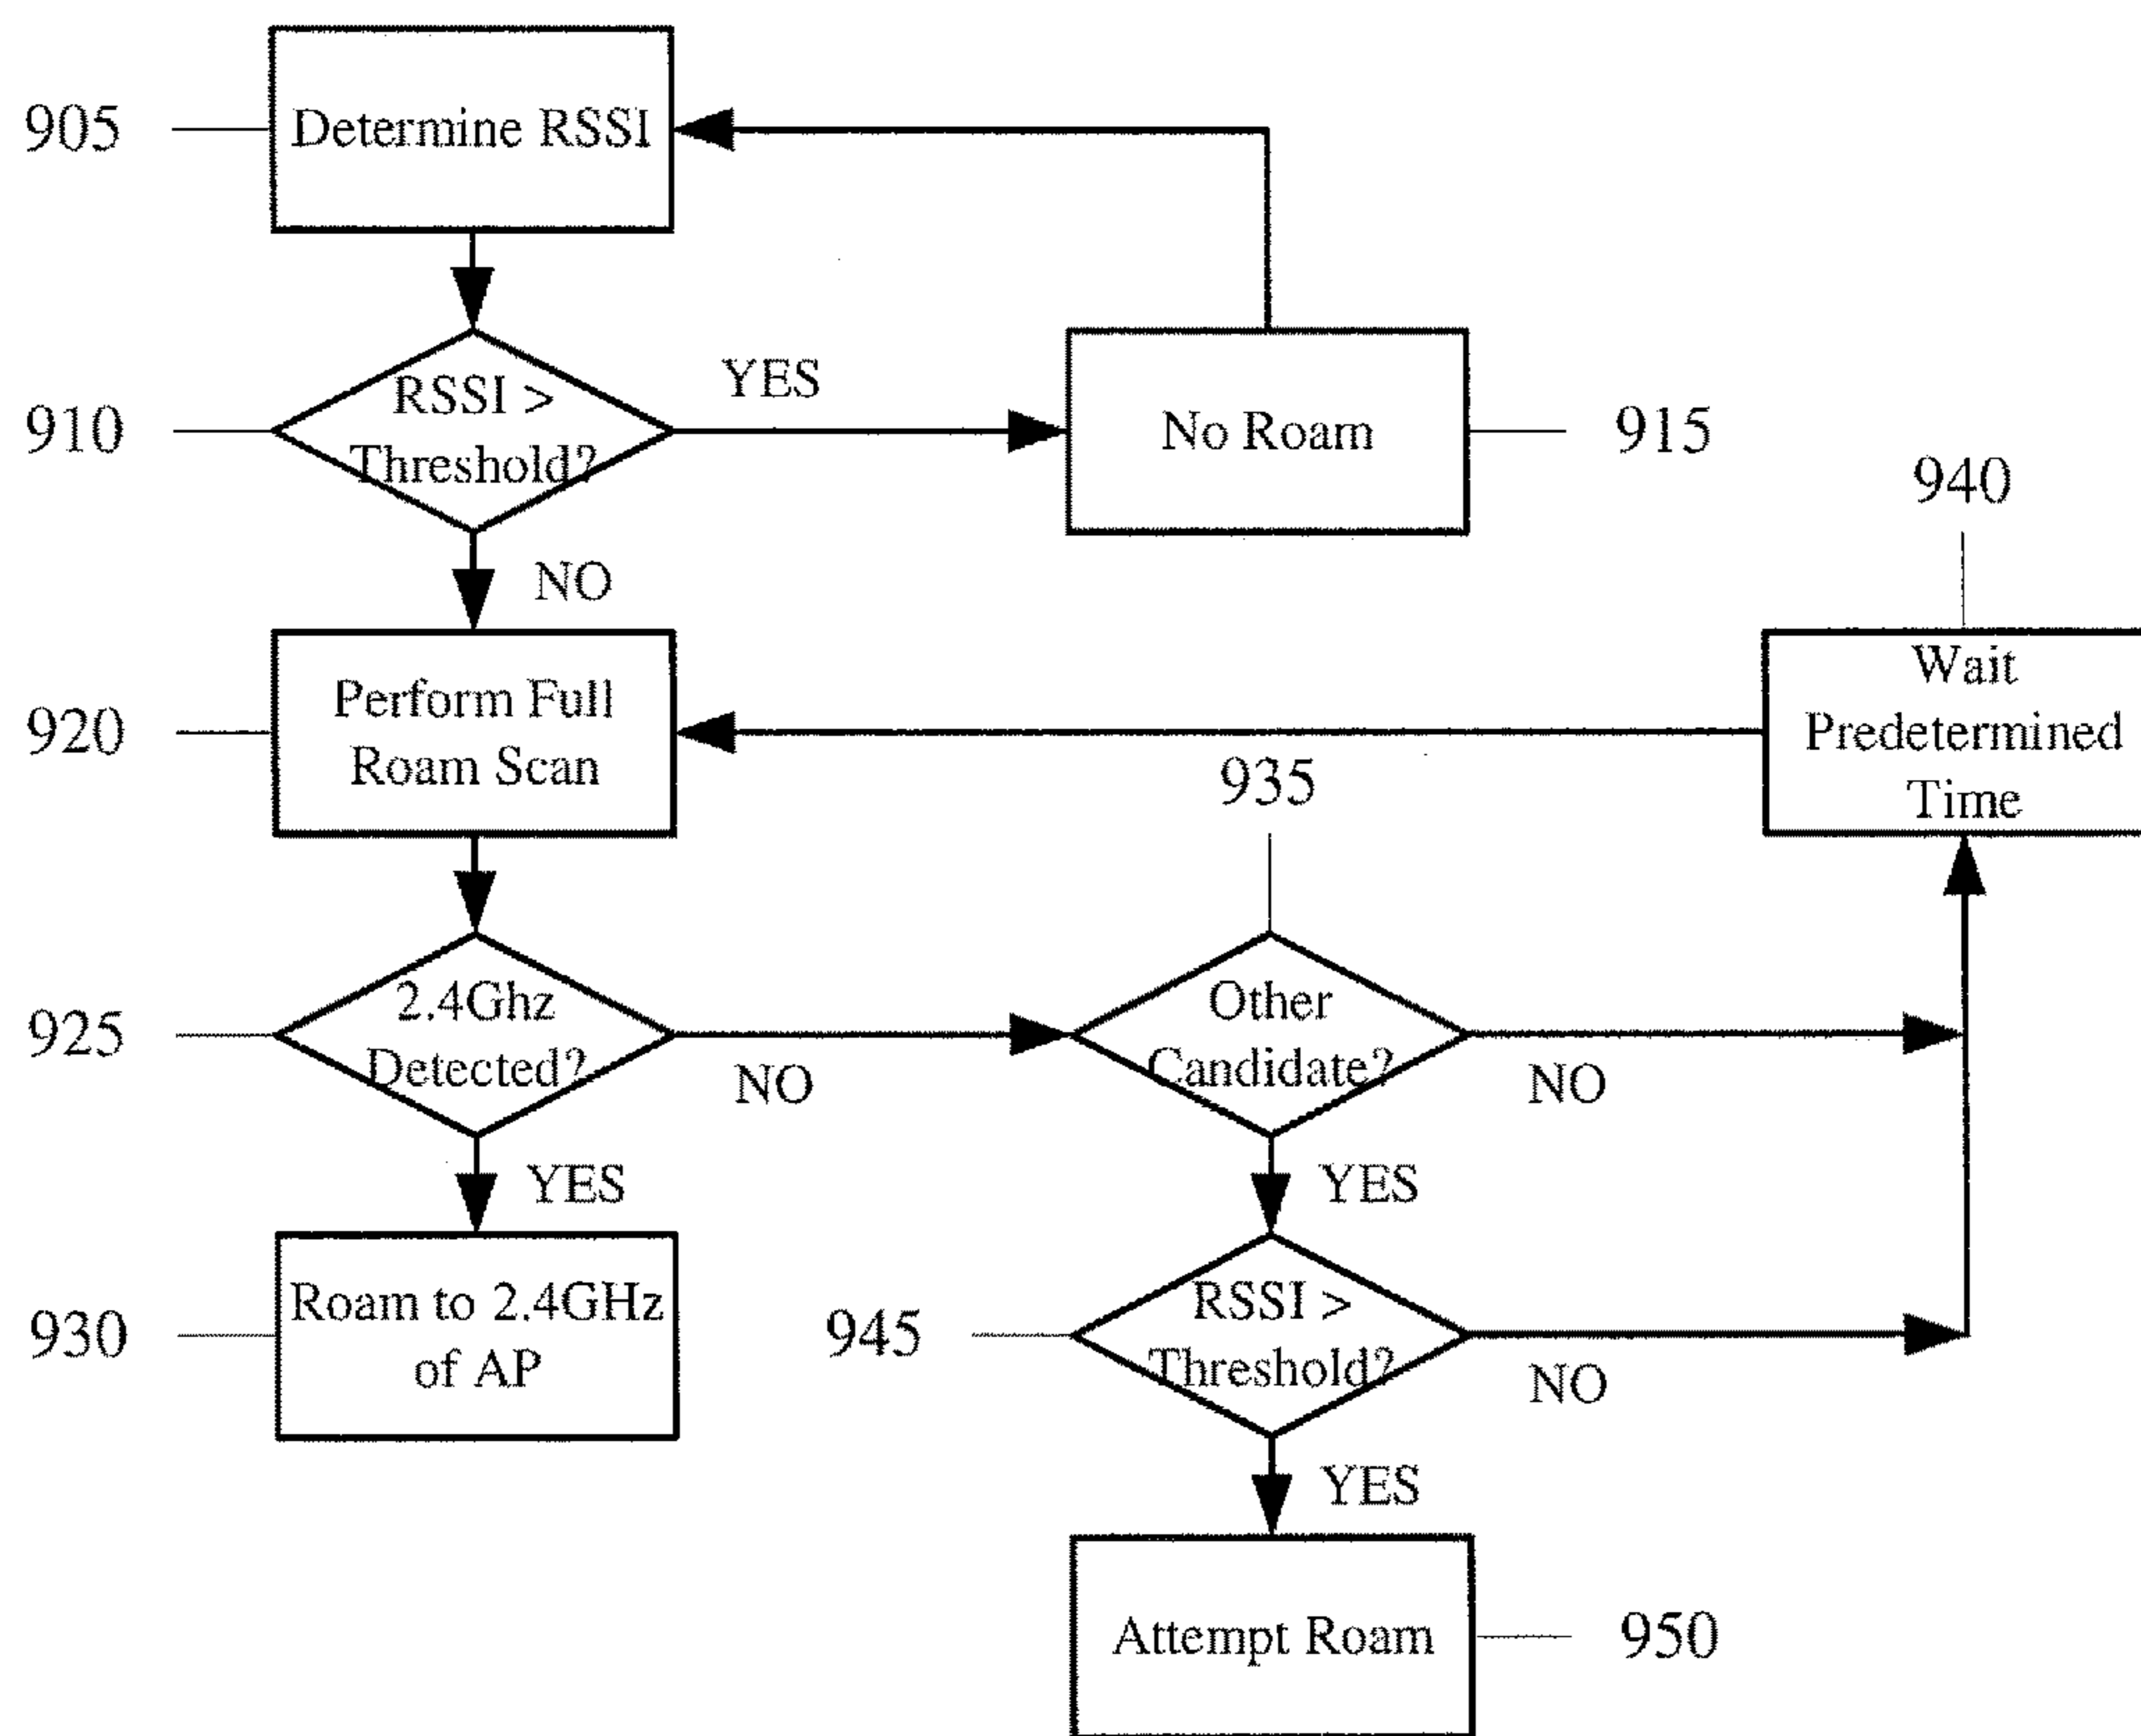 905
Determine RSSI
910
RSSI >
Threshold?
YES
No Roam
915
NO
940
920
Perform Full
Roam Scan
Wait
Predetermined
Time
935
925
2.4Ghz
Detected?
NO
Other
Candidate?
NO
YES
YES
930
Roam to 2.4GHz
of AP
945
RSSI >
Threshold?
NO
YES
Attempt Roam
950